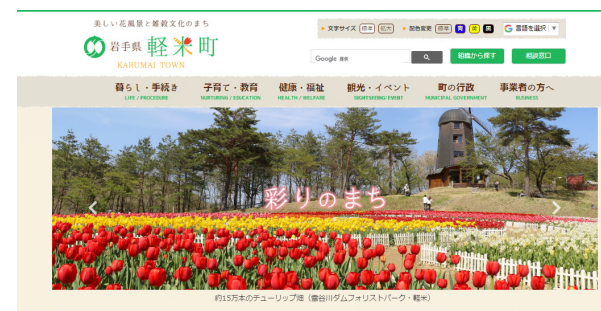 美しい花風景と雑穀文化のまち
岩手県 軽米町
KARUMAI TOWN
文字サイズ 標準 拡大 配色変更 標準 青 黄 黒 G 言語を選択 ▼
Google 検索
組織から探す 相談窓口
暮らし・手続き 子育て・教育 健康・福祉 観光・イベント 町の行政 事業者の方へ
LIFE / PROCEDURE NURTURING / EDUCATION HEALTH / WELFARE SIGHTSEEING/ EVENT MUNICIPAL GOVERNMENT BUSINESS
彩りのまち
約15万本のチューリップ畑（雪谷川ダムフォリストパーク・軽米）